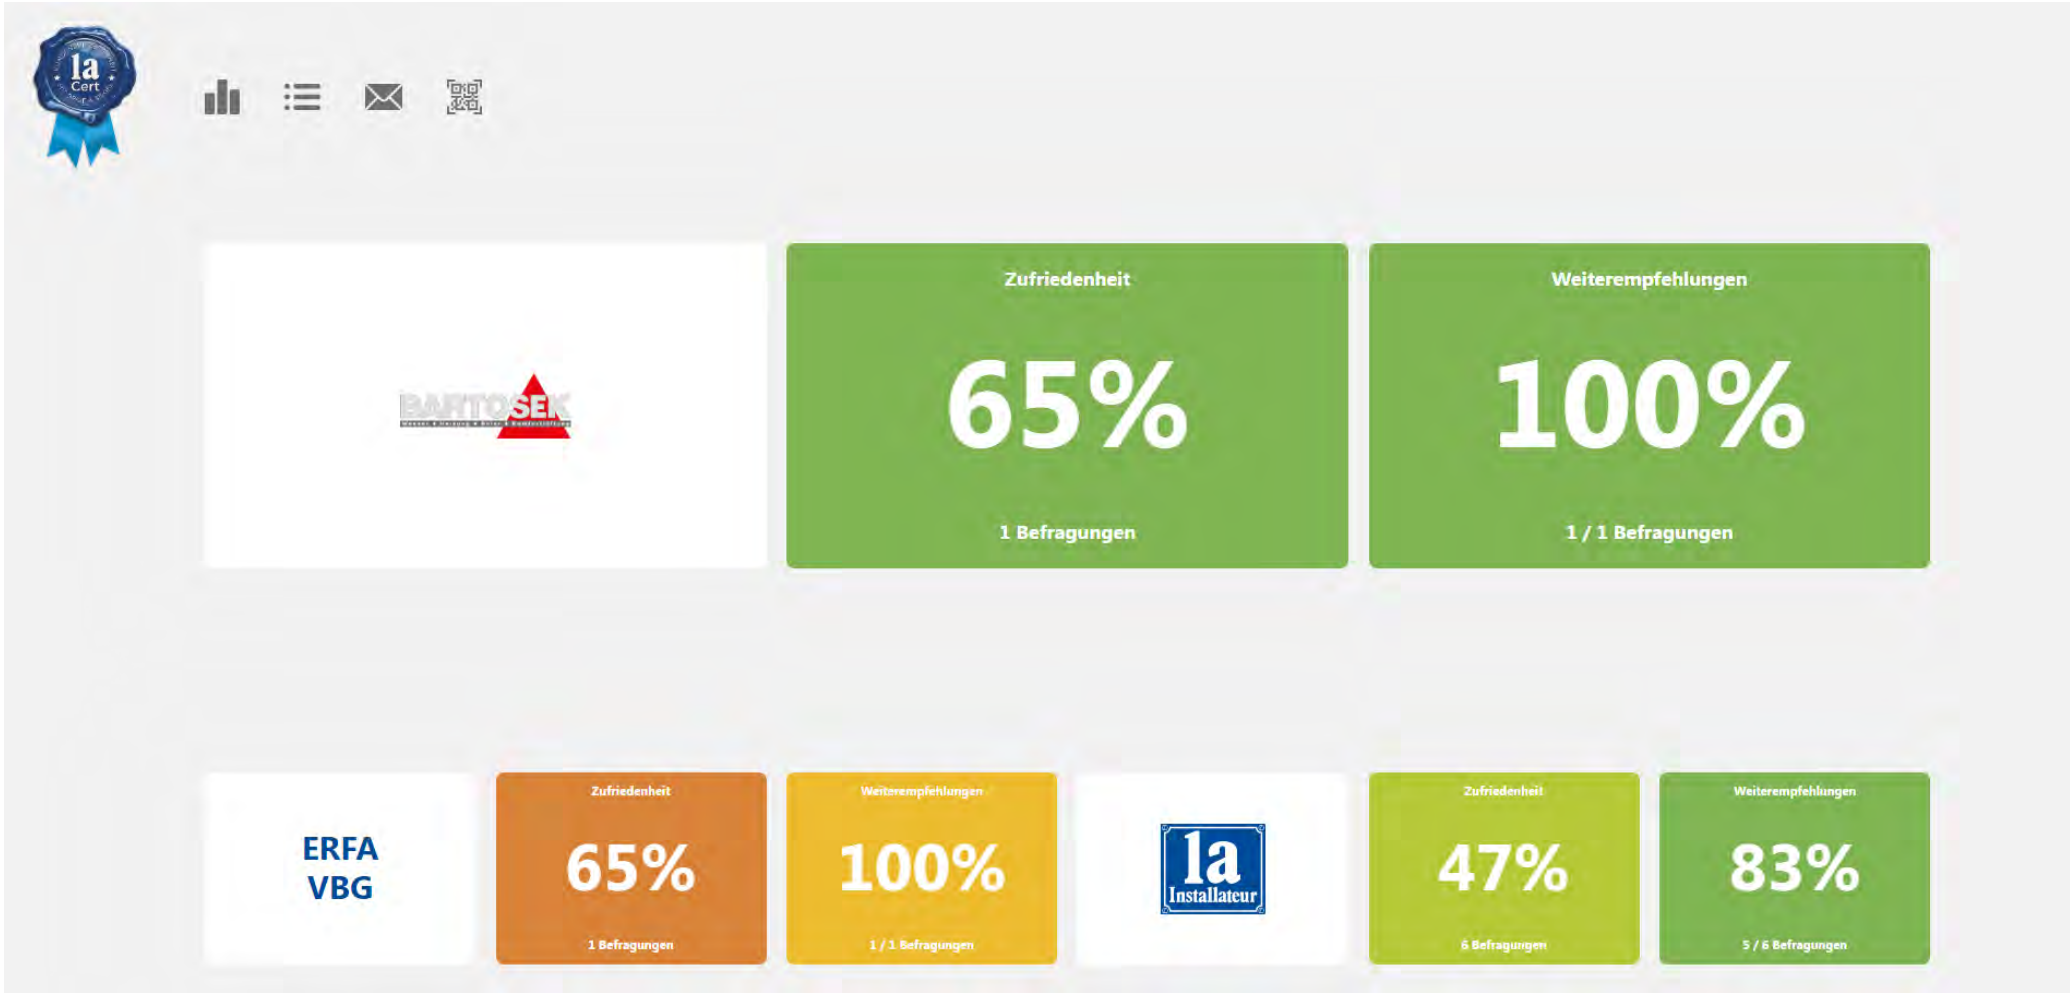 1a
Cert
BARTOSEK
Zufriedenheit
65%
1 Befragungen
Weiterempfehlungen
100%
1 / 1 Befragungen
ERFA
VBG
Zufriedenheit
65%
1 Befragungen
Weiterempfehlungen
100%
1 / 1 Befragungen
1a
Installateur
Zufriedenheit
47%
6 Befragungen
Weiterempfehlungen
83%
5 / 6 Befragungen